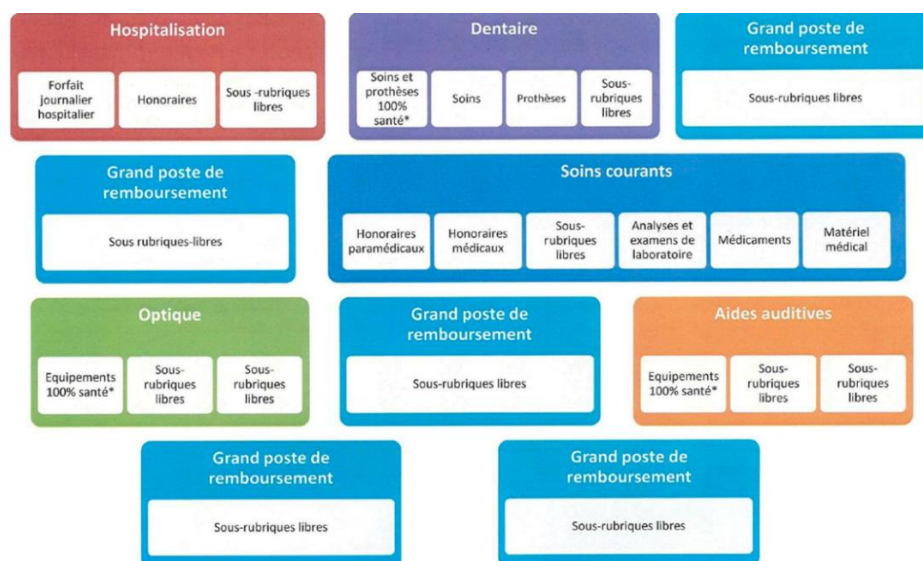 Hospitalisation
Forfait
journalier
hospitalier
Honoraires
Sous -rubriques
libres
Dentaire
Soins et
prothèses
100%
santé*
Soins
Prothèses
Sous-
rubriques
libres
Grand poste de
remboursement
Sous-rubriques libres
Grand poste de
remboursement
Sous rubriques-libres
Soins courants
Honoraires
paramédicaux
Honoraires
médicaux
Sous-
rubriques
libres
Analyses et
examens de
laboratoire
Médicaments
Matériel
médical
Optique
Equipements
100% santé*
Sous-
rubriques
libres
Sous-
rubriques
libres
Grand poste de
remboursement
Sous-rubriques libres
Aides auditives
Equipements
100% santé*
Sous-
rubriques
libres
Sous-
rubriques
libres
Grand poste de
remboursement
Sous-rubriques libres
Grand poste de
remboursement
Sous-rubriques libres